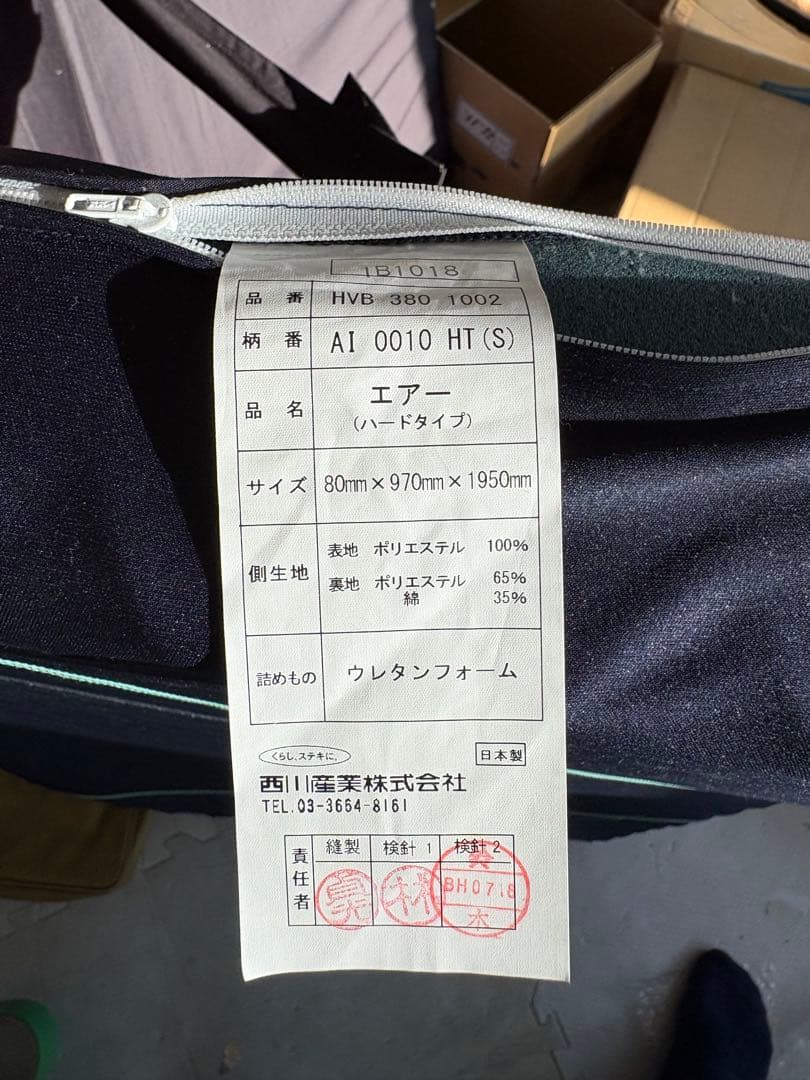 1B1018
品番 HVB 380 1002
柄番 AI 0010 HT(S)
品名 エアー
(ハードタイプ)
サイズ 80mm×970mm×1950mm
側生地 表地 ポリエステル 100%
裏地 ポリエステル 65%
綿 35%
詰めもの ウレタンフォーム
くらし、ステキに。
日本製
西川産業株式会社
TEL.03-3664-8161
責任者 縫製 検針1 検針2
林
BH07.8
木